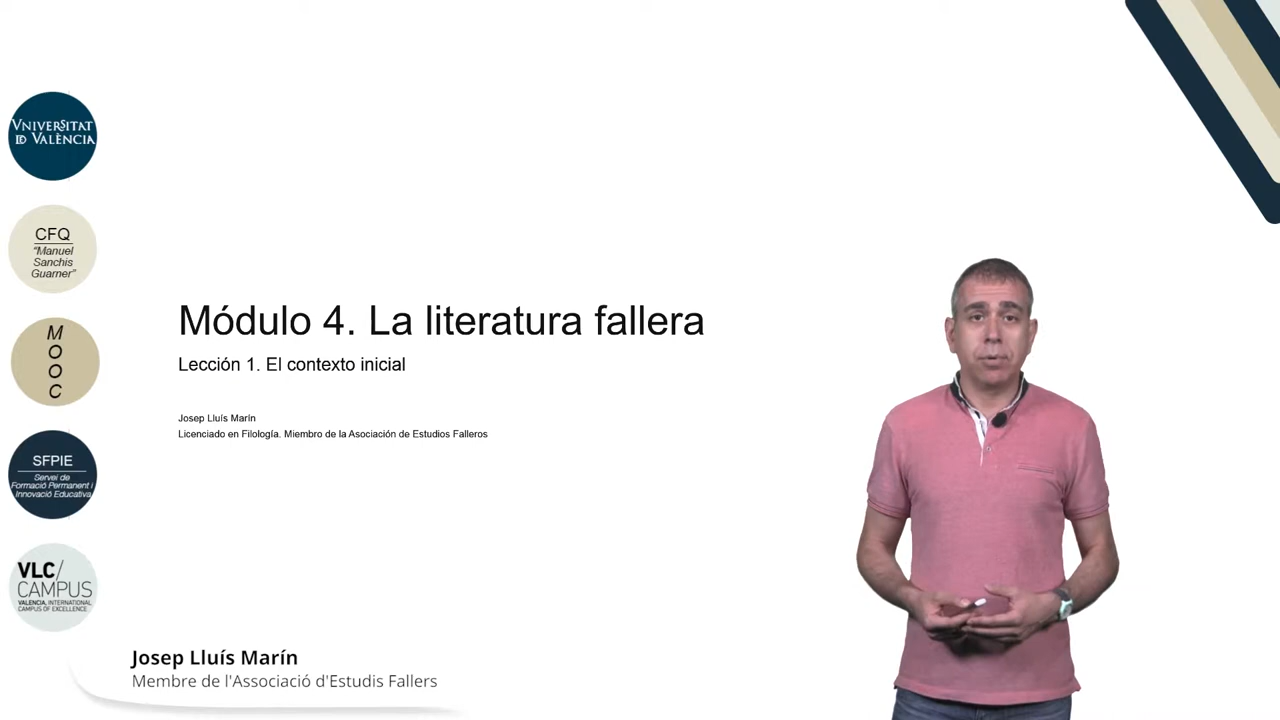 VNIVERSITAT
DE VALÈNCIA
CFQ
"Manuel
Sanchis
Guarner"
M
O
O
C
SFPIE
Servei de
Formació Permanent i
Innovació Educativa
VLC/
CAMPUS
VALENCIA, INTERNATIONAL
CAMPUS OF EXCELLENCE
Módulo 4. La literatura fallera
Lección 1. El contexto inicial
Josep Lluís Marín
Licenciado en Filología. Miembro de la Asociación de Estudios Falleros
Josep Lluís Marín
Membre de l'Associació d'Estudis Fallers